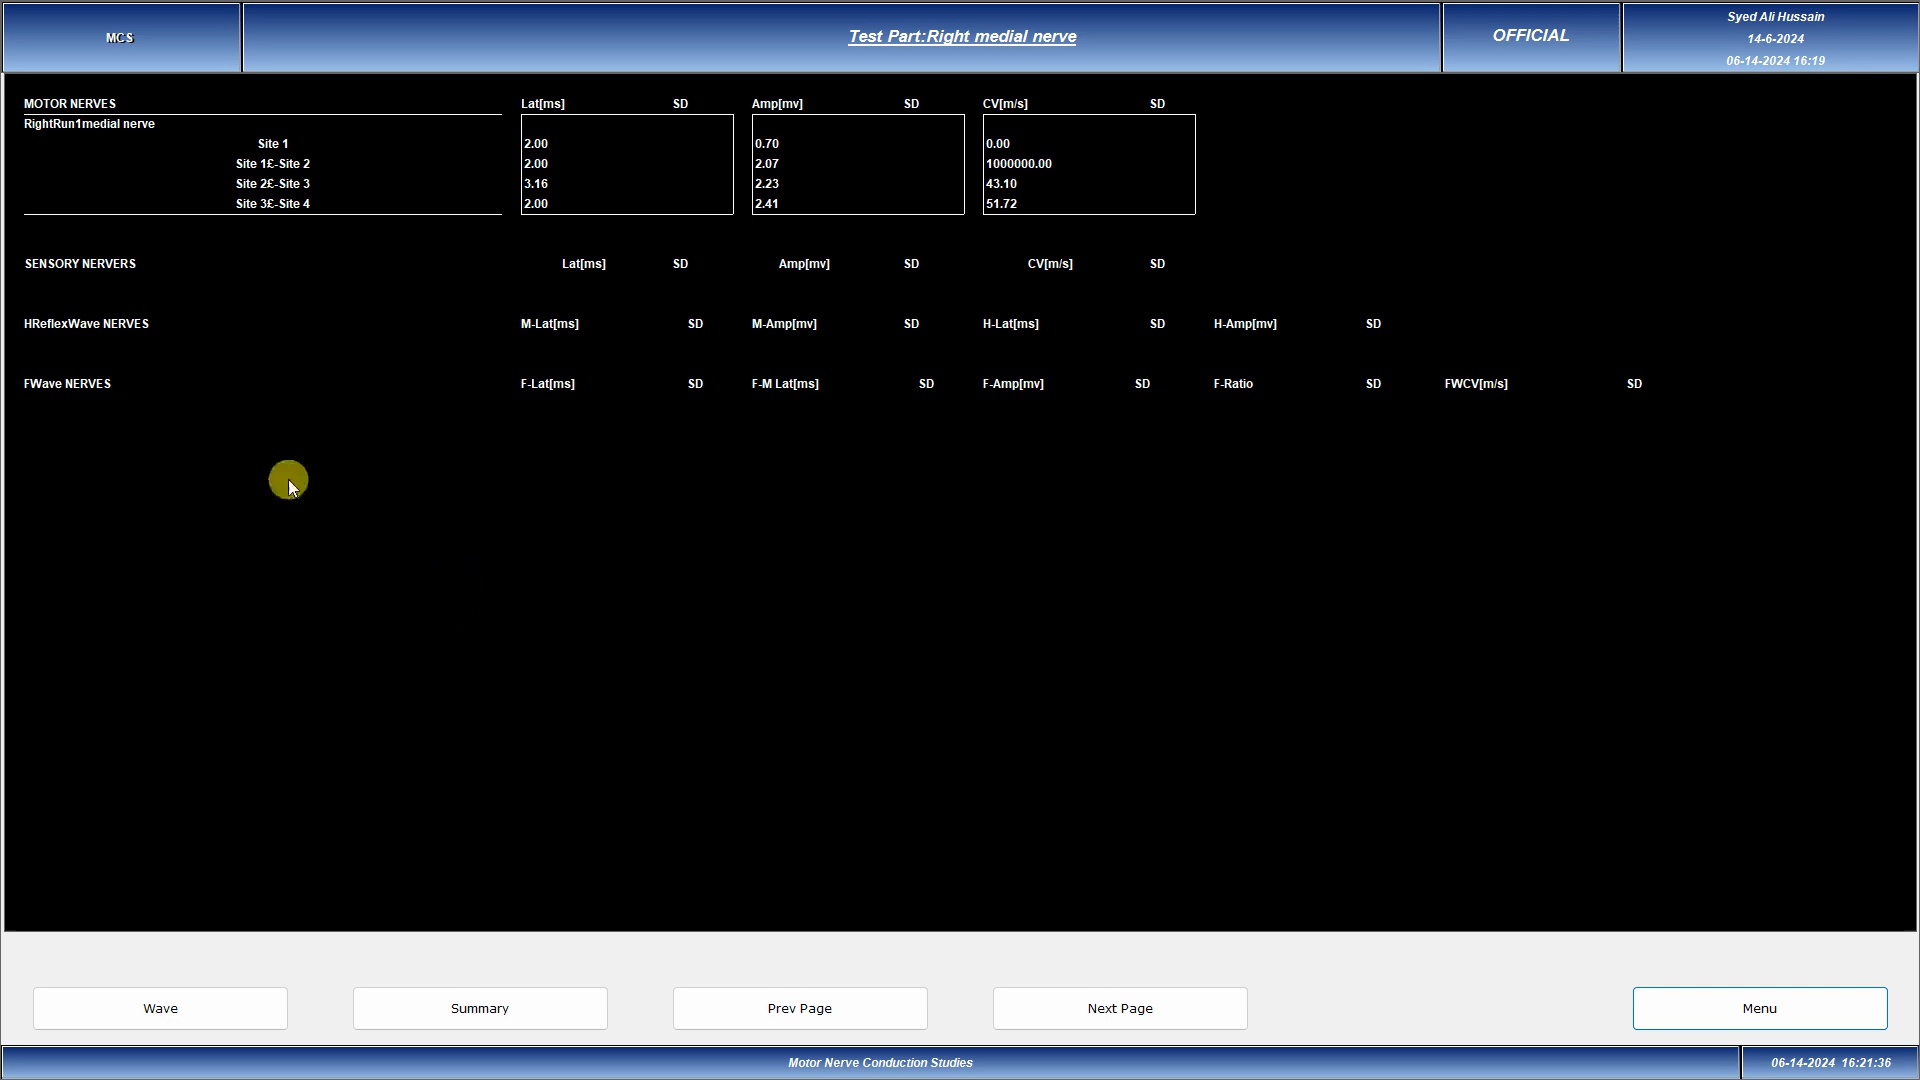 MCS
Test Part:Right medial nerve
OFFICIAL
Syed Ali Hussain
14-6-2024
06-14-2024 16:19
MOTOR NERVES Lat[ms] SD Amp[mv] SD CV[m/s] SD
RightRun1medial nerve
Site 1 2.00 0.70 0.00
Site 1£-Site 2 2.00 2.07 1000000.00
Site 2£-Site 3 3.16 2.23 43.10
Site 3£-Site 4 2.00 2.41 51.72
SENSORY NERVERS Lat[ms] SD Amp[mv] SD CV[m/s] SD
HReflexWave NERVES M-Lat[ms] SD M-Amp[mv] SD H-Lat[ms] SD H-Amp[mv] SD
FWave NERVES F-Lat[ms] SD F-M Lat[ms] SD F-Amp[mv] SD F-Ratio SD FWCV[m/s] SD
Wave Summary Prev Page Next Page Menu
Motor Nerve Conduction Studies 06-14-2024 16:21:36